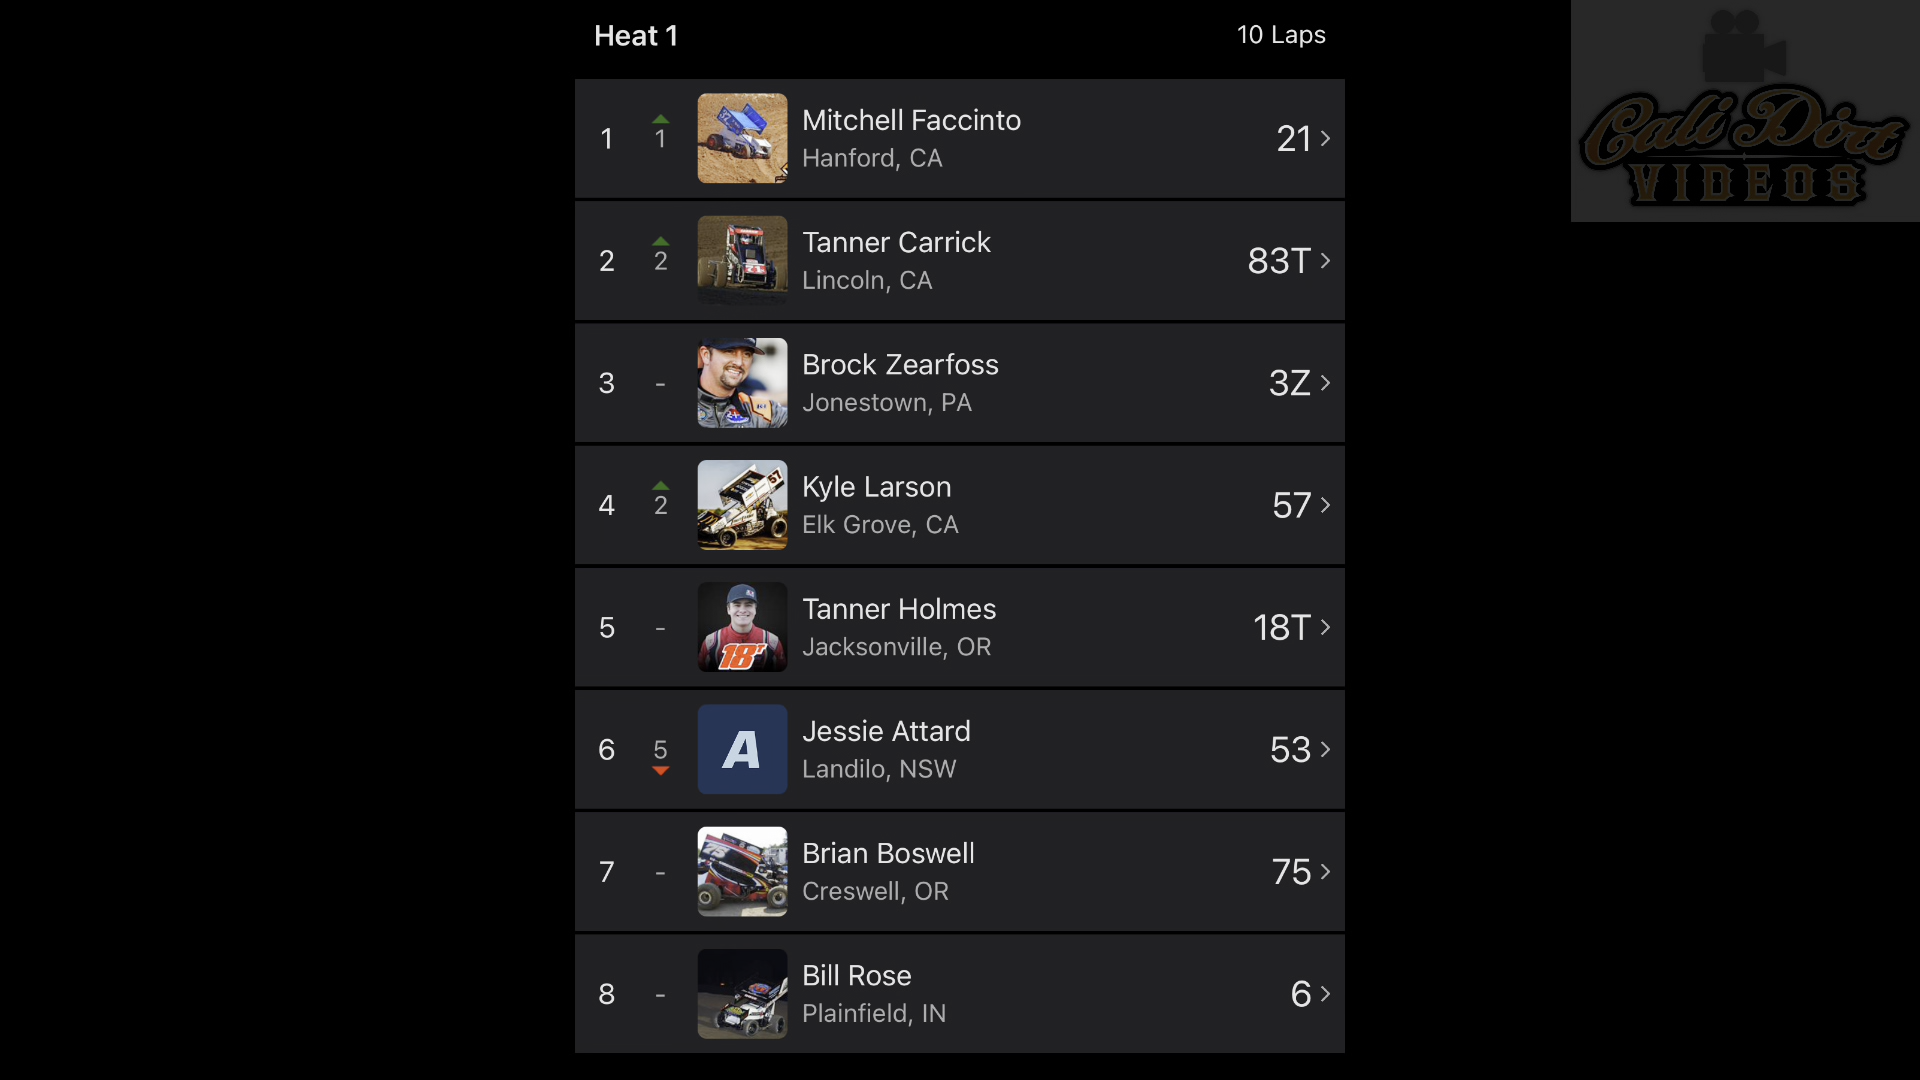 Heat 1
10 Laps
1
1
Mitchell Faccinto
Hanford, CA
21
2
2
Tanner Carrick
Lincoln, CA
83T
3
-
Brock Zearfoss
Jonestown, PA
3Z
4
2
57
Kyle Larson
Elk Grove, CA
57
5
-
18T
Tanner Holmes
Jacksonville, OR
18T
6
5
A
Jessie Attard
Landilo, NSW
53
7
-
Brian Boswell
Creswell, OR
75
8
-
Bill Rose
Plainfield, IN
6
Cali Dirt
VIDEOS